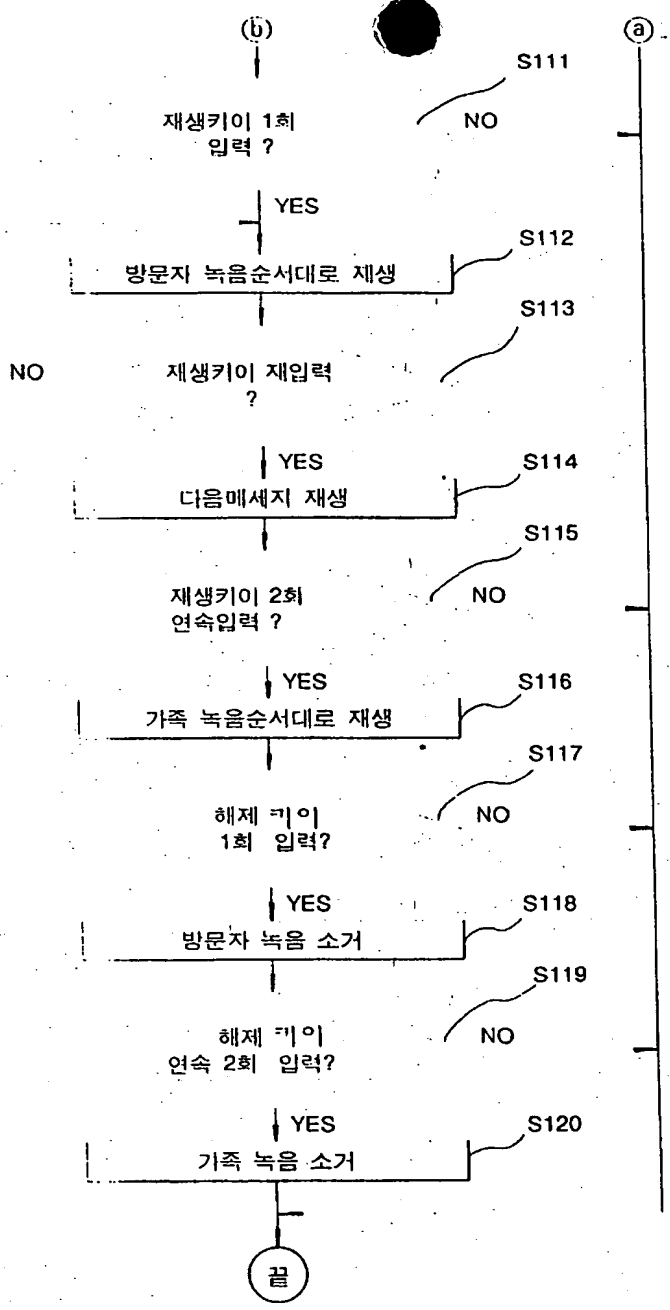 ⓑ
ⓐ
S111
재생키이 1회
입력 ?
NO
YES
S112
방문자 녹음순서대로 재생
S113
NO
재생키이 재입력
?
YES
S114
다음메세지 재생
S115
재생키이 2회
연속입력 ?
NO
YES
S116
가족 녹음순서대로 재생
S117
해제 키이
1회 입력?
NO
YES
S118
방문자 녹음 소거
S119
해제 키이
연속 2회 입력?
NO
YES
S120
가족 녹음 소거
끝